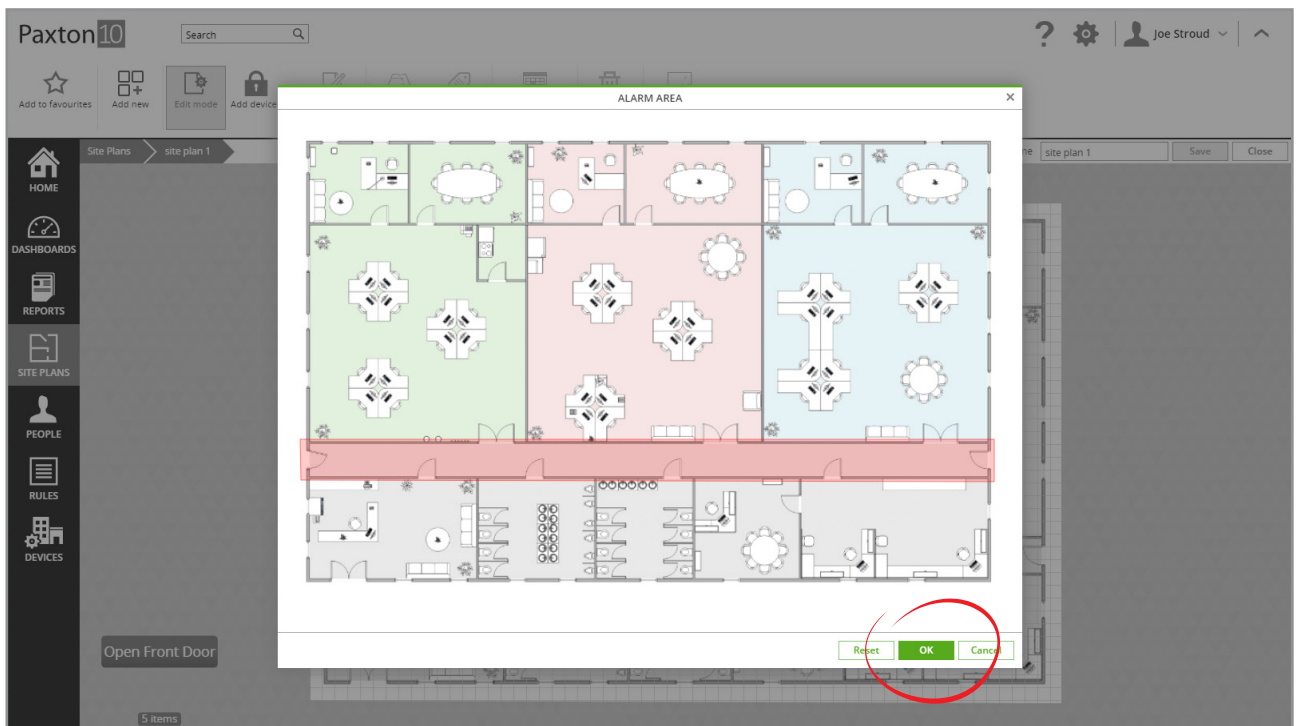 Paxton10
Search
?
Joe Stroud
Add to favourites
Add new
Edit mode
Add device
ALARM AREA
Site Plans
site plan 1
ne
site plan 1
Save
Close
HOME
DASHBOARDS
REPORTS
SITE PLANS
PEOPLE
RULES
DEVICES
Open Front Door
Reset
OK
Cancel
5 items